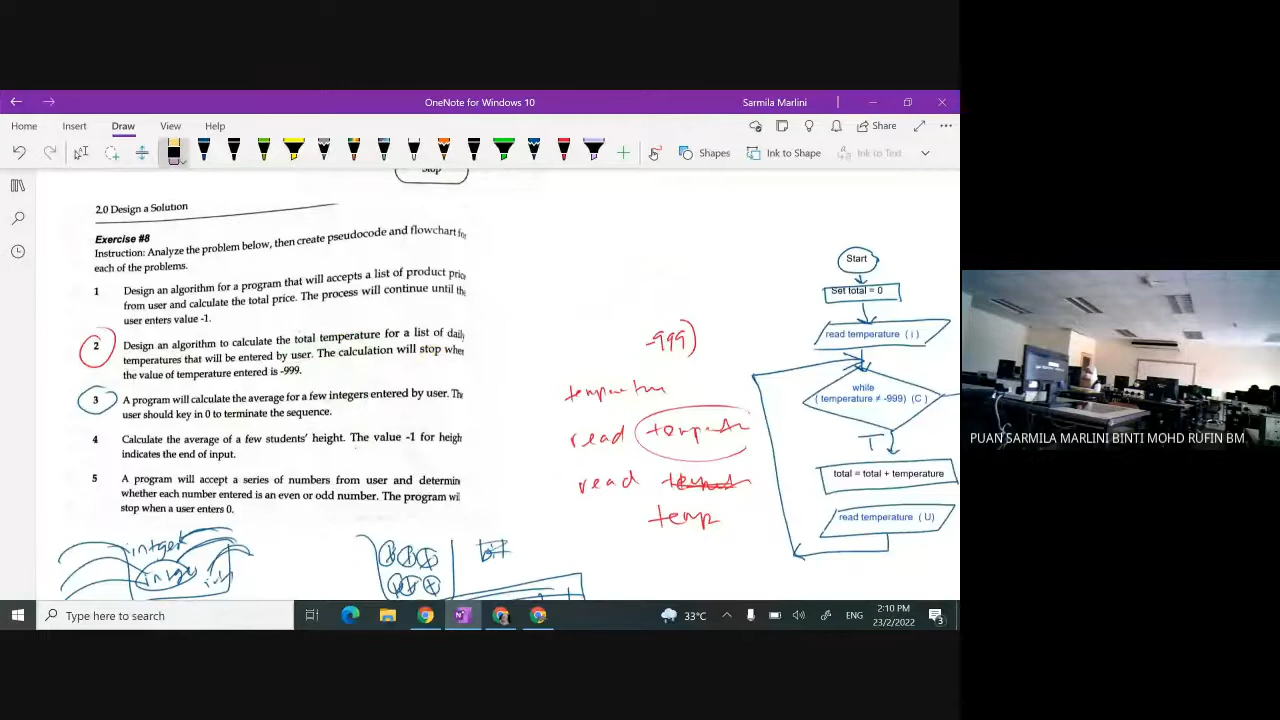 OneNote for Windows 10
Sarmila Marlini
Home Insert Draw View Help
Share
Shapes
Ink to Shape
Ink to Text
Stop
2.0 Design a Solution
Exercise #8
Instruction: Analyze the problem below, then create pseudocode and flowchart for
each of the problems.
1 Design an algorithm for a program that will accepts a list of product price
from user and calculate the total price. The process will continue until the
user enters value -1.
2 Design an algorithm to calculate the total temperature for a list of daily
temperatures that will be entered by user. The calculation will stop when
the value of temperature entered is -999.
3 A program will calculate the average for a few integers entered by user. The
user should key in 0 to terminate the sequence.
4 Calculate the average of a few students' height. The value -1 for heigh
indicates the end of input.
5 A program will accept a series of numbers from user and determin
whether each number entered is an even or odd number. The program wil
stop when a user enters 0.
-999)
temperature
read
read
temp
Start
Set total = 0
read temperature ( i )
while
( temperature ≠ -999) (C )
T
total = total + temperature
read temperature ( U)
PUAN SARMILA MARLINI BINTI MOHD RUFIN BM
Type here to search
33°C
ENG
2:10 PM
23/2/2022
3